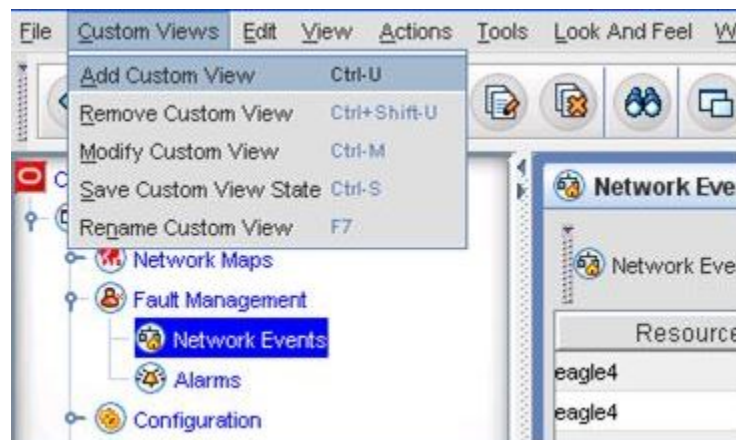 File Custom Views Edit View Actions Tools Look And Feel W
Add Custom View Ctrl-U
Remove Custom View Ctrl+Shift-U
Modify Custom View Ctrl-M
Save Custom View State Ctrl-S
Rename Custom View F7
Network Maps
Fault Management
Network Events
Alarms
Configuration
Network Eve
Network Eve
Resource
eagle4
eagle4